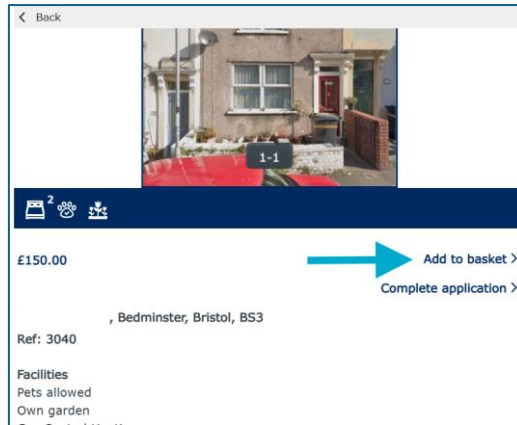 Back
1-1
2
£150.00
Add to basket
Complete application
, Bedminster, Bristol, BS3
Ref: 3040
Facilities
Pets allowed
Own garden